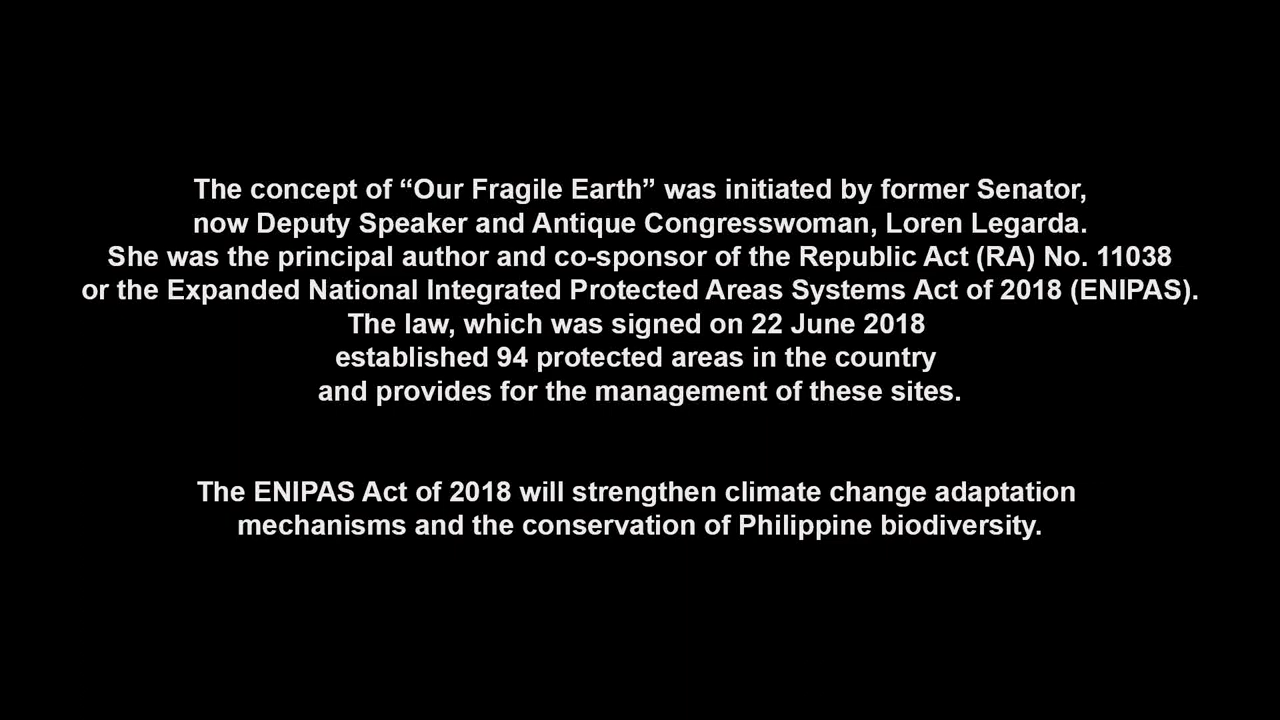 The concept of “Our Fragile Earth” was initiated by former Senator,
now Deputy Speaker and Antique Congresswoman, Loren Legarda.
She was the principal author and co-sponsor of the Republic Act (RA) No. 11038
or the Expanded National Integrated Protected Areas Systems Act of 2018 (ENIPAS).
The law, which was signed on 22 June 2018
established 94 protected areas in the country
and provides for the management of these sites.
The ENIPAS Act of 2018 will strengthen climate change adaptation
mechanisms and the conservation of Philippine biodiversity.